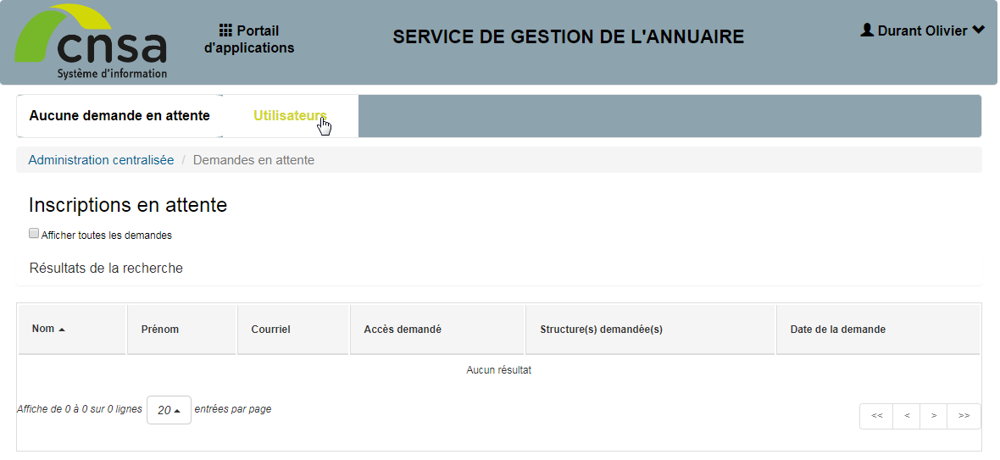 cnsa
Système d'information
Portail
d'applications
SERVICE DE GESTION DE L'ANNUAIRE
Durant Olivier
Aucune demande en attente
Utilisateurs
Administration centralisée / Demandes en attente
Inscriptions en attente
Afficher toutes les demandes
Résultats de la recherche
Nom Prénom Courriel Accès demandé Structure(s) demandée(s) Date de la demande
Aucun résultat
Affiche de 0 à 0 sur 0 lignes 20 entrées par page
<< < > >>